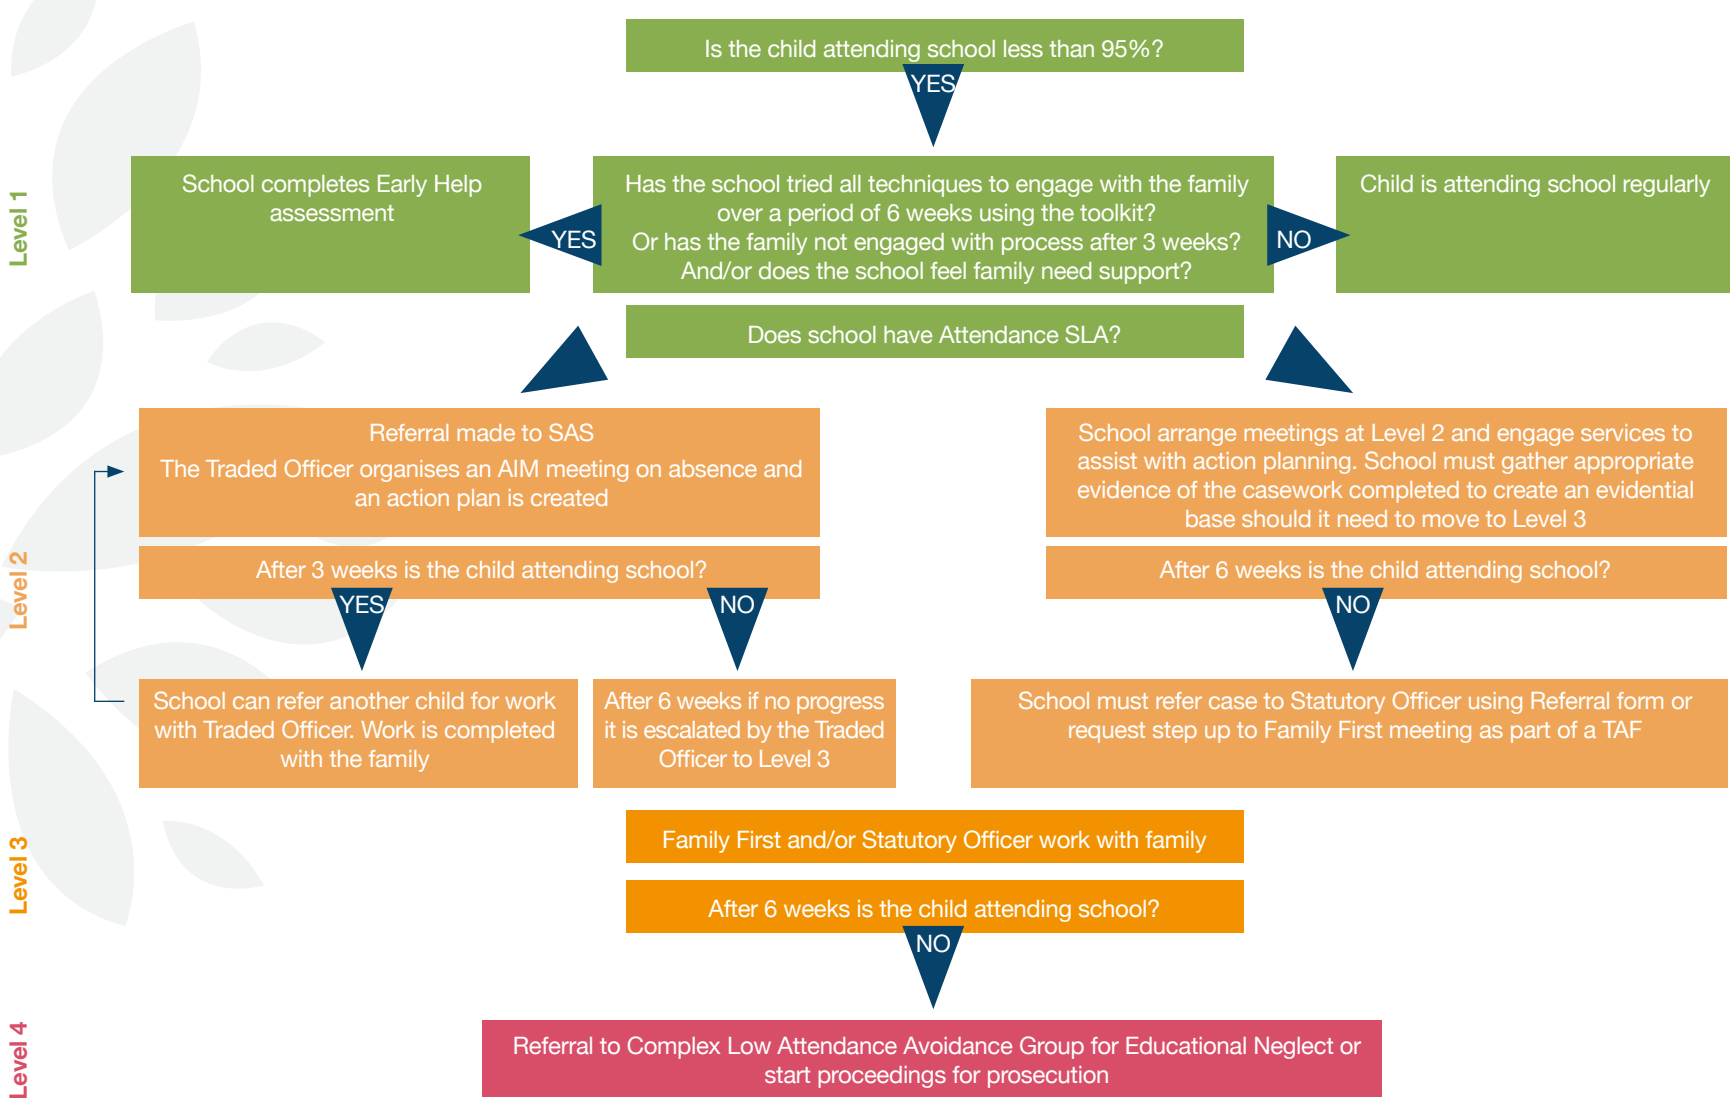 Is the child attending school less than 95%?
YES
Level 1
School completes Early Help
assessment
YES
Has the school tried all techniques to engage with the family
over a period of 6 weeks using the toolkit?
Or has the family not engaged with process after 3 weeks?
And/or does the school feel family need support?
NO
Child is attending school regularly
Does school have Attendance SLA?
Level 2
Referral made to SAS
The Traded Officer organises an AIM meeting on absence and
an action plan is created
School arrange meetings at Level 2 and engage services to
assist with action planning. School must gather appropriate
evidence of the casework completed to create an evidential
base should it need to move to Level 3
After 3 weeks is the child attending school?
YES
NO
After 6 weeks is the child attending school?
NO
School can refer another child for work
with Traded Officer. Work is completed
with the family
After 6 weeks if no progress
it is escalated by the Traded
Officer to Level 3
School must refer case to Statutory Officer using Referral form or
request step up to Family First meeting as part of a TAF
Level 3
Family First and/or Statutory Officer work with family
After 6 weeks is the child attending school?
NO
Level 4
Referral to Complex Low Attendance Avoidance Group for Educational Neglect or
start proceedings for prosecution